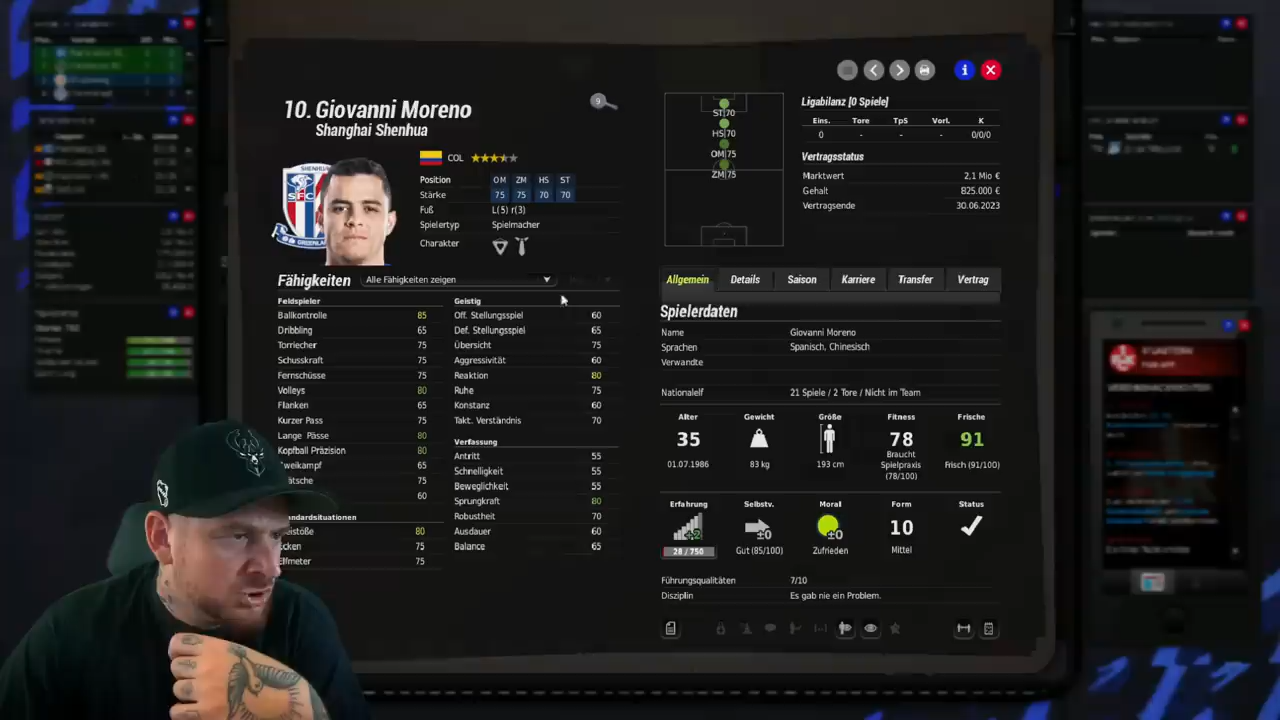 10. Giovanni Moreno
Shanghai Shenhua
9
COL
Position OM ZM HS ST
Stärke 75 75 70 70
Fuß L(5) r(3)
Spielertyp Spielmacher
Charakter
Fähigkeiten Alle Fähigkeiten zeigen
Feldspieler
Ballkontrolle 85
Dribbling 65
Torriecher 75
Schusskraft 75
Fernschüsse 75
Volleys 80
Flanken 65
Kurzer Pass 75
Lange Pässe 80
Kopfball Präzision 80
weikampf 65
ätsche 75
60
andardsituationen
eistöße 80
Ecken 75
Elfmeter 75
Geistig
Off. Stellungsspiel 60
Def. Stellungsspiel 65
Übersicht 75
Aggressivität 60
Reaktion 80
Ruhe 75
Konstanz 60
Takt. Verständnis 70
Verfassung
Antritt 55
Schnelligkeit 55
Beweglichkeit 55
Sprungkraft 80
Robustheit 70
Ausdauer 60
Balance 65
ST|70
HS|70
OM|75
ZM|75
Ligabilanz [0 Spiele]
Eins. Tore TpS Vorl. K
0 - - - 0/0/0
Vertragsstatus
Marktwert 2,1 Mio €
Gehalt 825.000 €
Vertragsende 30.06.2023
Allgemein Details Saison Karriere Transfer Vertrag
Spielerdaten
Name Giovanni Moreno
Sprachen Spanisch, Chinesisch
Verwandte
Nationalelf 21 Spiele / 2 Tore / Nicht im Team
Alter Gewicht Größe Fitness Frische
35 78 91
01.07.1986 83 kg 193 cm Braucht Spielpraxis (78/100) Frisch (91/100)
Erfahrung Selbstv. Moral Form Status
±0 ±0 10
28 / 750 Gut (85/100) Zufrieden Mittel
Führungsqualitäten 7/10
Disziplin Es gab nie ein Problem.